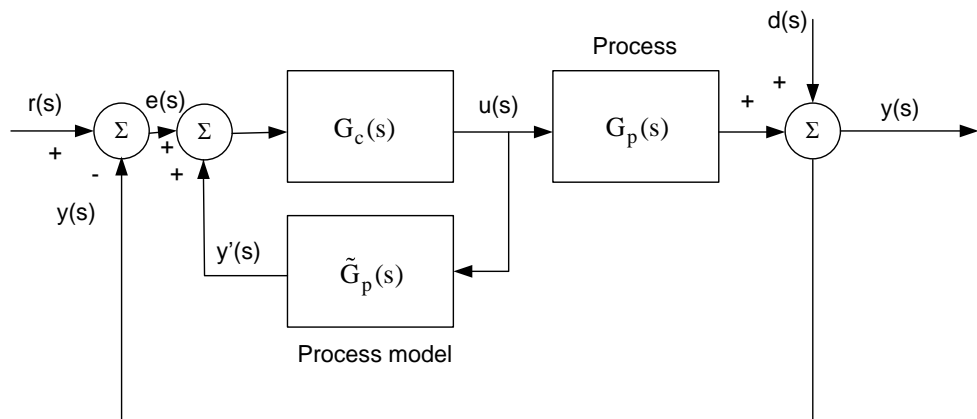 d(s)
Process
r(s)
e(s)
u(s)
y(s)
+
+
Σ
Σ
G_c(s)
G_p(s)
Σ
+
+
-
+
y(s)
y'(s)
G̃_p(s)
Process model